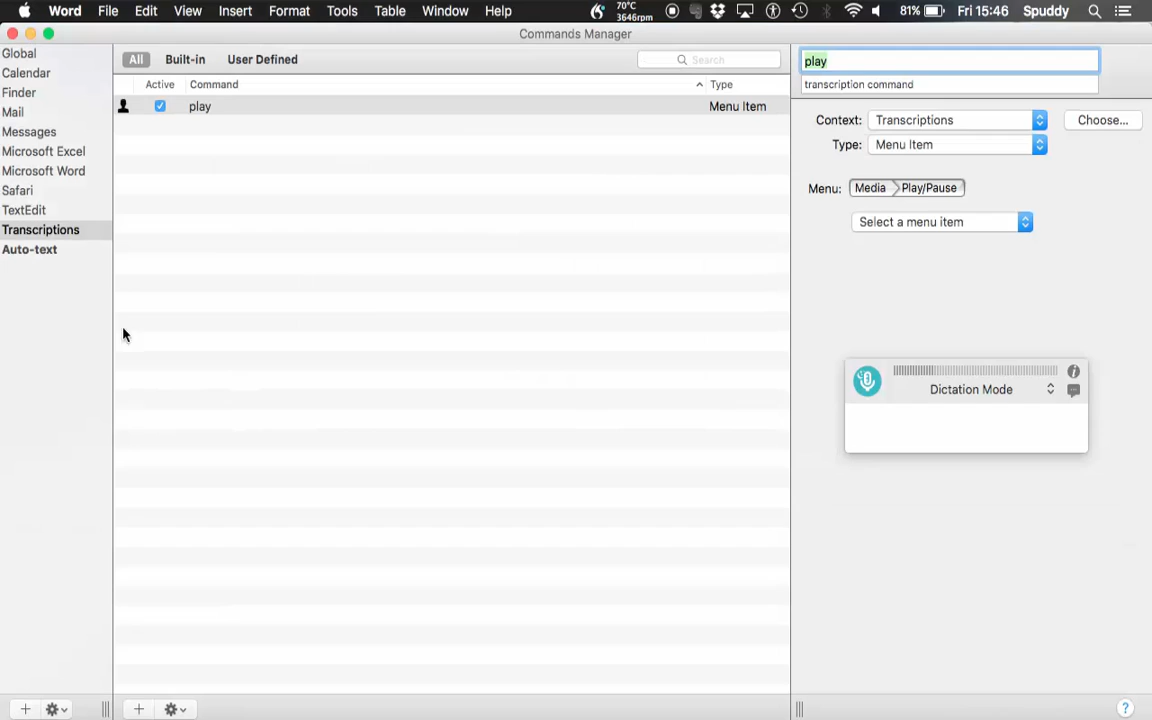 Word File Edit View Insert Format Tools Table Window Help 70°C 3646rpm 81% Fri 15:46 Spuddy
Commands Manager
Global
Calendar
Finder
Mail
Messages
Microsoft Excel
Microsoft Word
Safari
TextEdit
Transcriptions
Auto-text
All Built-in User Defined Search
Active Command Type
play Menu Item
play
transcription command
Context: Transcriptions Choose...
Type: Menu Item
Menu: Media Play/Pause
Select a menu item
Dictation Mode